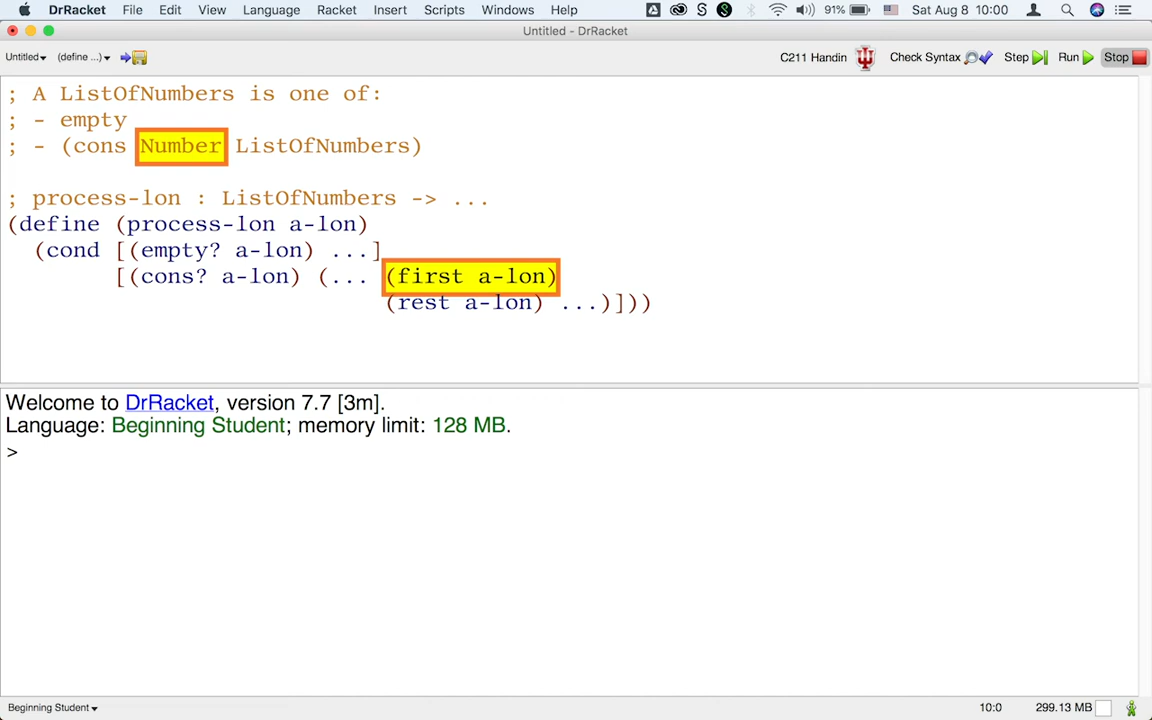 DrRacket File Edit View Language Racket Insert Scripts Windows Help 91% Sat Aug 8 10:00
Untitled - DrRacket
Untitled (define ...) C211 Handin Check Syntax Step Run Stop
; A ListOfNumbers is one of:
; - empty
; - (cons Number ListOfNumbers)
; process-lon : ListOfNumbers -> ...
(define (process-lon a-lon)
(cond [(empty? a-lon) ...]
[(cons? a-lon) (... (first a-lon)
(rest a-lon) ...)]))
Welcome to DrRacket, version 7.7 [3m].
Language: Beginning Student; memory limit: 128 MB.
>
Beginning Student 10:0 299.13 MB